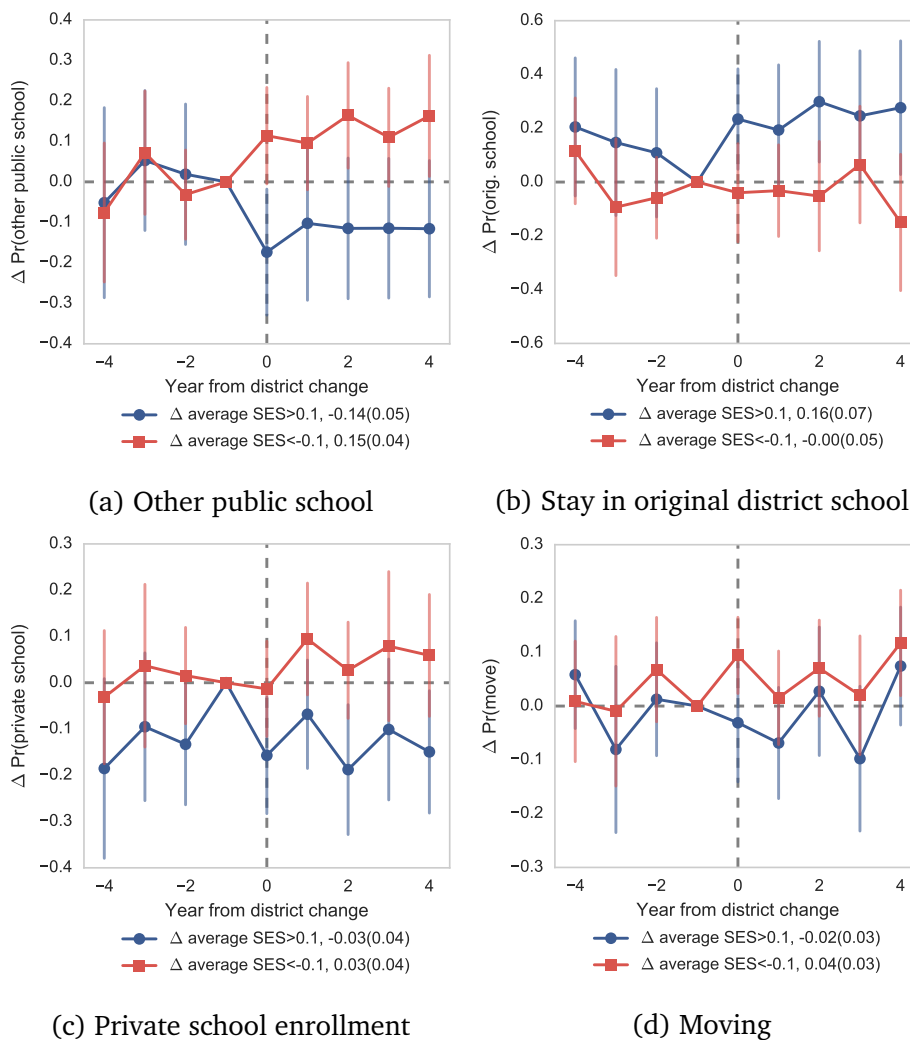 0.4
0.3
0.2
0.1
0.0
−0.1
−0.2
−0.3
−0.4
Δ Pr(other public school)
−4 −2 0 2 4
Year from district change
Δ average SES>0.1, -0.14(0.05)
Δ average SES<-0.1, 0.15(0.04)
(a) Other public school
0.6
0.4
0.2
0.0
−0.2
−0.4
−0.6
Δ Pr(orig. school)
−4 −2 0 2 4
Year from district change
Δ average SES>0.1, 0.16(0.07)
Δ average SES<-0.1, -0.00(0.05)
(b) Stay in original district school
0.3
0.2
0.1
0.0
−0.1
−0.2
−0.3
−0.4
Δ Pr(private school)
−4 −2 0 2 4
Year from district change
Δ average SES>0.1, -0.03(0.04)
Δ average SES<-0.1, 0.03(0.04)
(c) Private school enrollment
0.3
0.2
0.1
0.0
−0.1
−0.2
−0.3
Δ Pr(move)
−4 −2 0 2 4
Year from district change
Δ average SES>0.1, -0.02(0.03)
Δ average SES<-0.1, 0.04(0.03)
(d) Moving